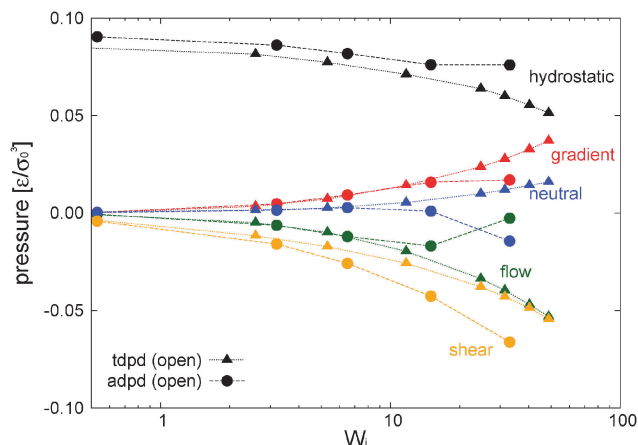 0.10
hydrostatic
0.05
gradient
neutral
0.00
pressure [ε/σ₀³]
flow
-0.05
shear
tdpd (open)
adpd (open)
-0.10
1
10
100
Wᵢ